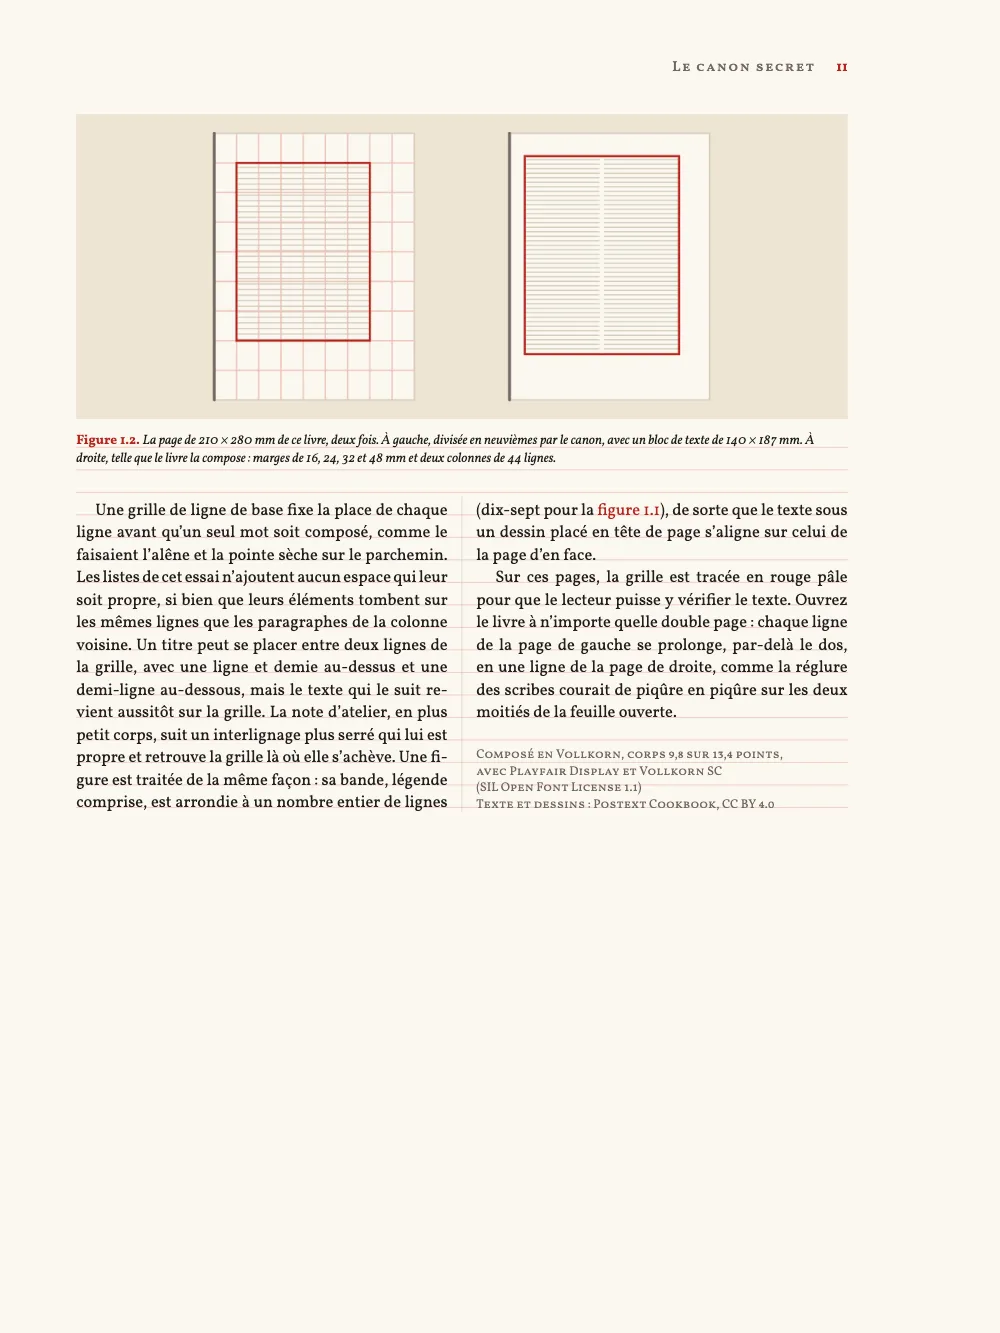 Le canon secret 11
Figure 1.2. La page de 210 × 280 mm de ce livre, deux fois. À gauche, divisée en neuvièmes par le canon, avec un bloc de texte de 140 × 187 mm. À
droite, telle que le livre la compose : marges de 16, 24, 32 et 48 mm et deux colonnes de 44 lignes.
Une grille de ligne de base fixe la place de chaque
ligne avant qu’un seul mot soit composé, comme le
faisaient l’alêne et la pointe sèche sur le parchemin.
Les listes de cet essai n’ajoutent aucun espace qui leur
soit propre, si bien que leurs éléments tombent sur
les mêmes lignes que les paragraphes de la colonne
voisine. Un titre peut se placer entre deux lignes de
la grille, avec une ligne et demie au-dessus et une
demi-ligne au-dessous, mais le texte qui le suit re-
vient aussitôt sur la grille. La note d’atelier, en plus
petit corps, suit un interlignage plus serré qui lui est
propre et retrouve la grille là où elle s’achève. Une fi-
gure est traitée de la même façon : sa bande, légende
comprise, est arrondie à un nombre entier de lignes
(dix-sept pour la figure 1.1), de sorte que le texte sous
un dessin placé en tête de page s’aligne sur celui de
la page d’en face.
Sur ces pages, la grille est tracée en rouge pâle
pour que le lecteur puisse y vérifier le texte. Ouvrez
le livre à n’importe quelle double page : chaque ligne
de la page de gauche se prolonge, par-delà le dos,
en une ligne de la page de droite, comme la réglure
des scribes courait de piqûre en piqûre sur les deux
moitiés de la feuille ouverte.
Composé en Vollkorn, corps 9,8 sur 13,4 points,
avec Playfair Display et Vollkorn SC
(SIL Open Font License 1.1)
Texte et dessins : Postext Cookbook, CC BY 4.0